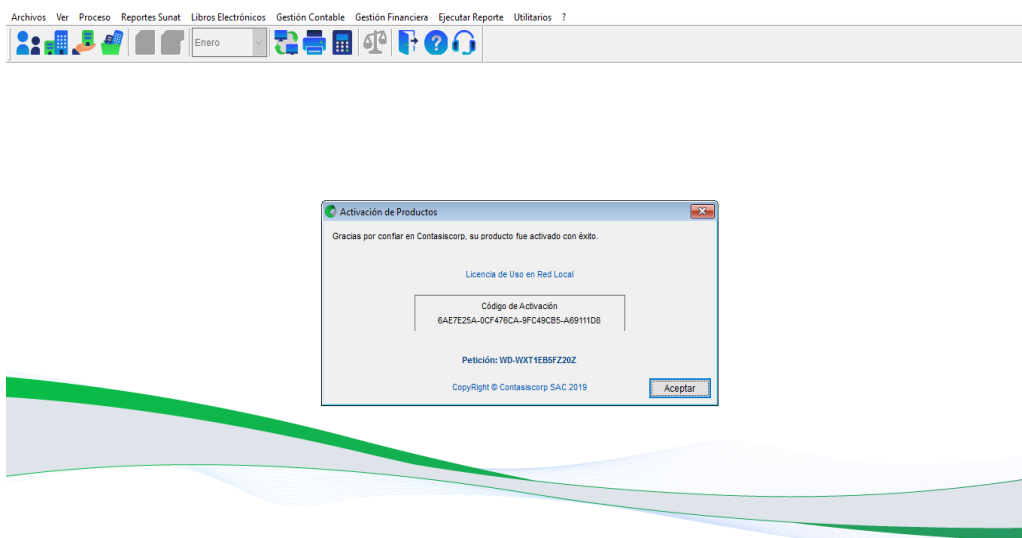 Archivos Ver Proceso Reportes Sunat Libros Electrónicos Gestión Contable Gestión Financiera Ejecutar Reporte Utilitarios ?
Enero
Activación de Productos
Gracias por confiar en Contasiscorp, su producto fue activado con éxito.
Licencia de Uso en Red Local
Código de Activación
6AE7E25A-0CF476CA-9FC49CB5-A69111D8
Petición: WD-WXT1EB5FZ20Z
CopyRight © Contasiscorp SAC 2019
Aceptar